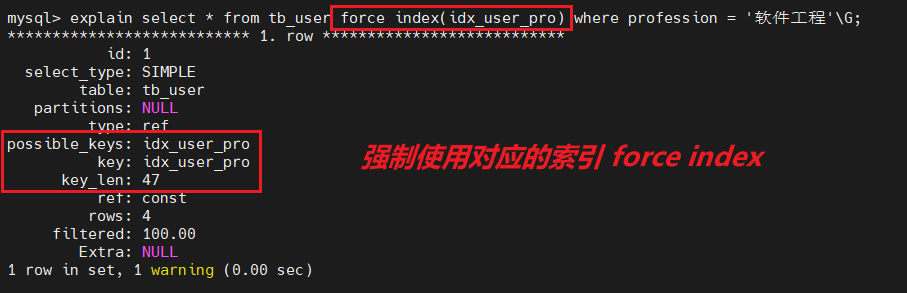 mysql> explain select * from tb_user force index(idx_user_pro) where profession = '软件工程'\G;
*************************** 1. row ***************************
id: 1
select_type: SIMPLE
table: tb_user
partitions: NULL
type: ref
possible_keys: idx_user_pro
key: idx_user_pro
强制使用对应的索引 force index
key_len: 47
ref: const
rows: 4
filtered: 100.00
Extra: NULL
1 row in set, 1 warning (0.00 sec)